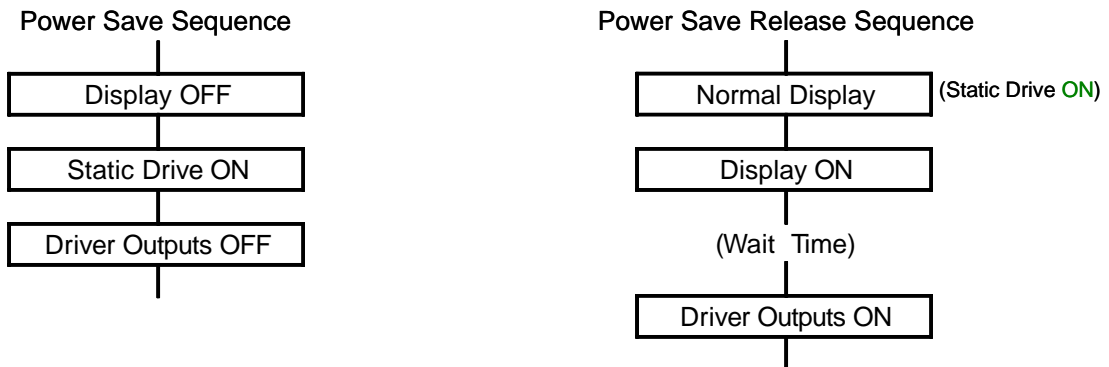 Power Save Sequence
Display OFF
Static Drive ON
Driver Outputs OFF
Power Save Release Sequence
Normal Display
(Static Drive ON)
Display ON
(Wait Time)
Driver Outputs ON